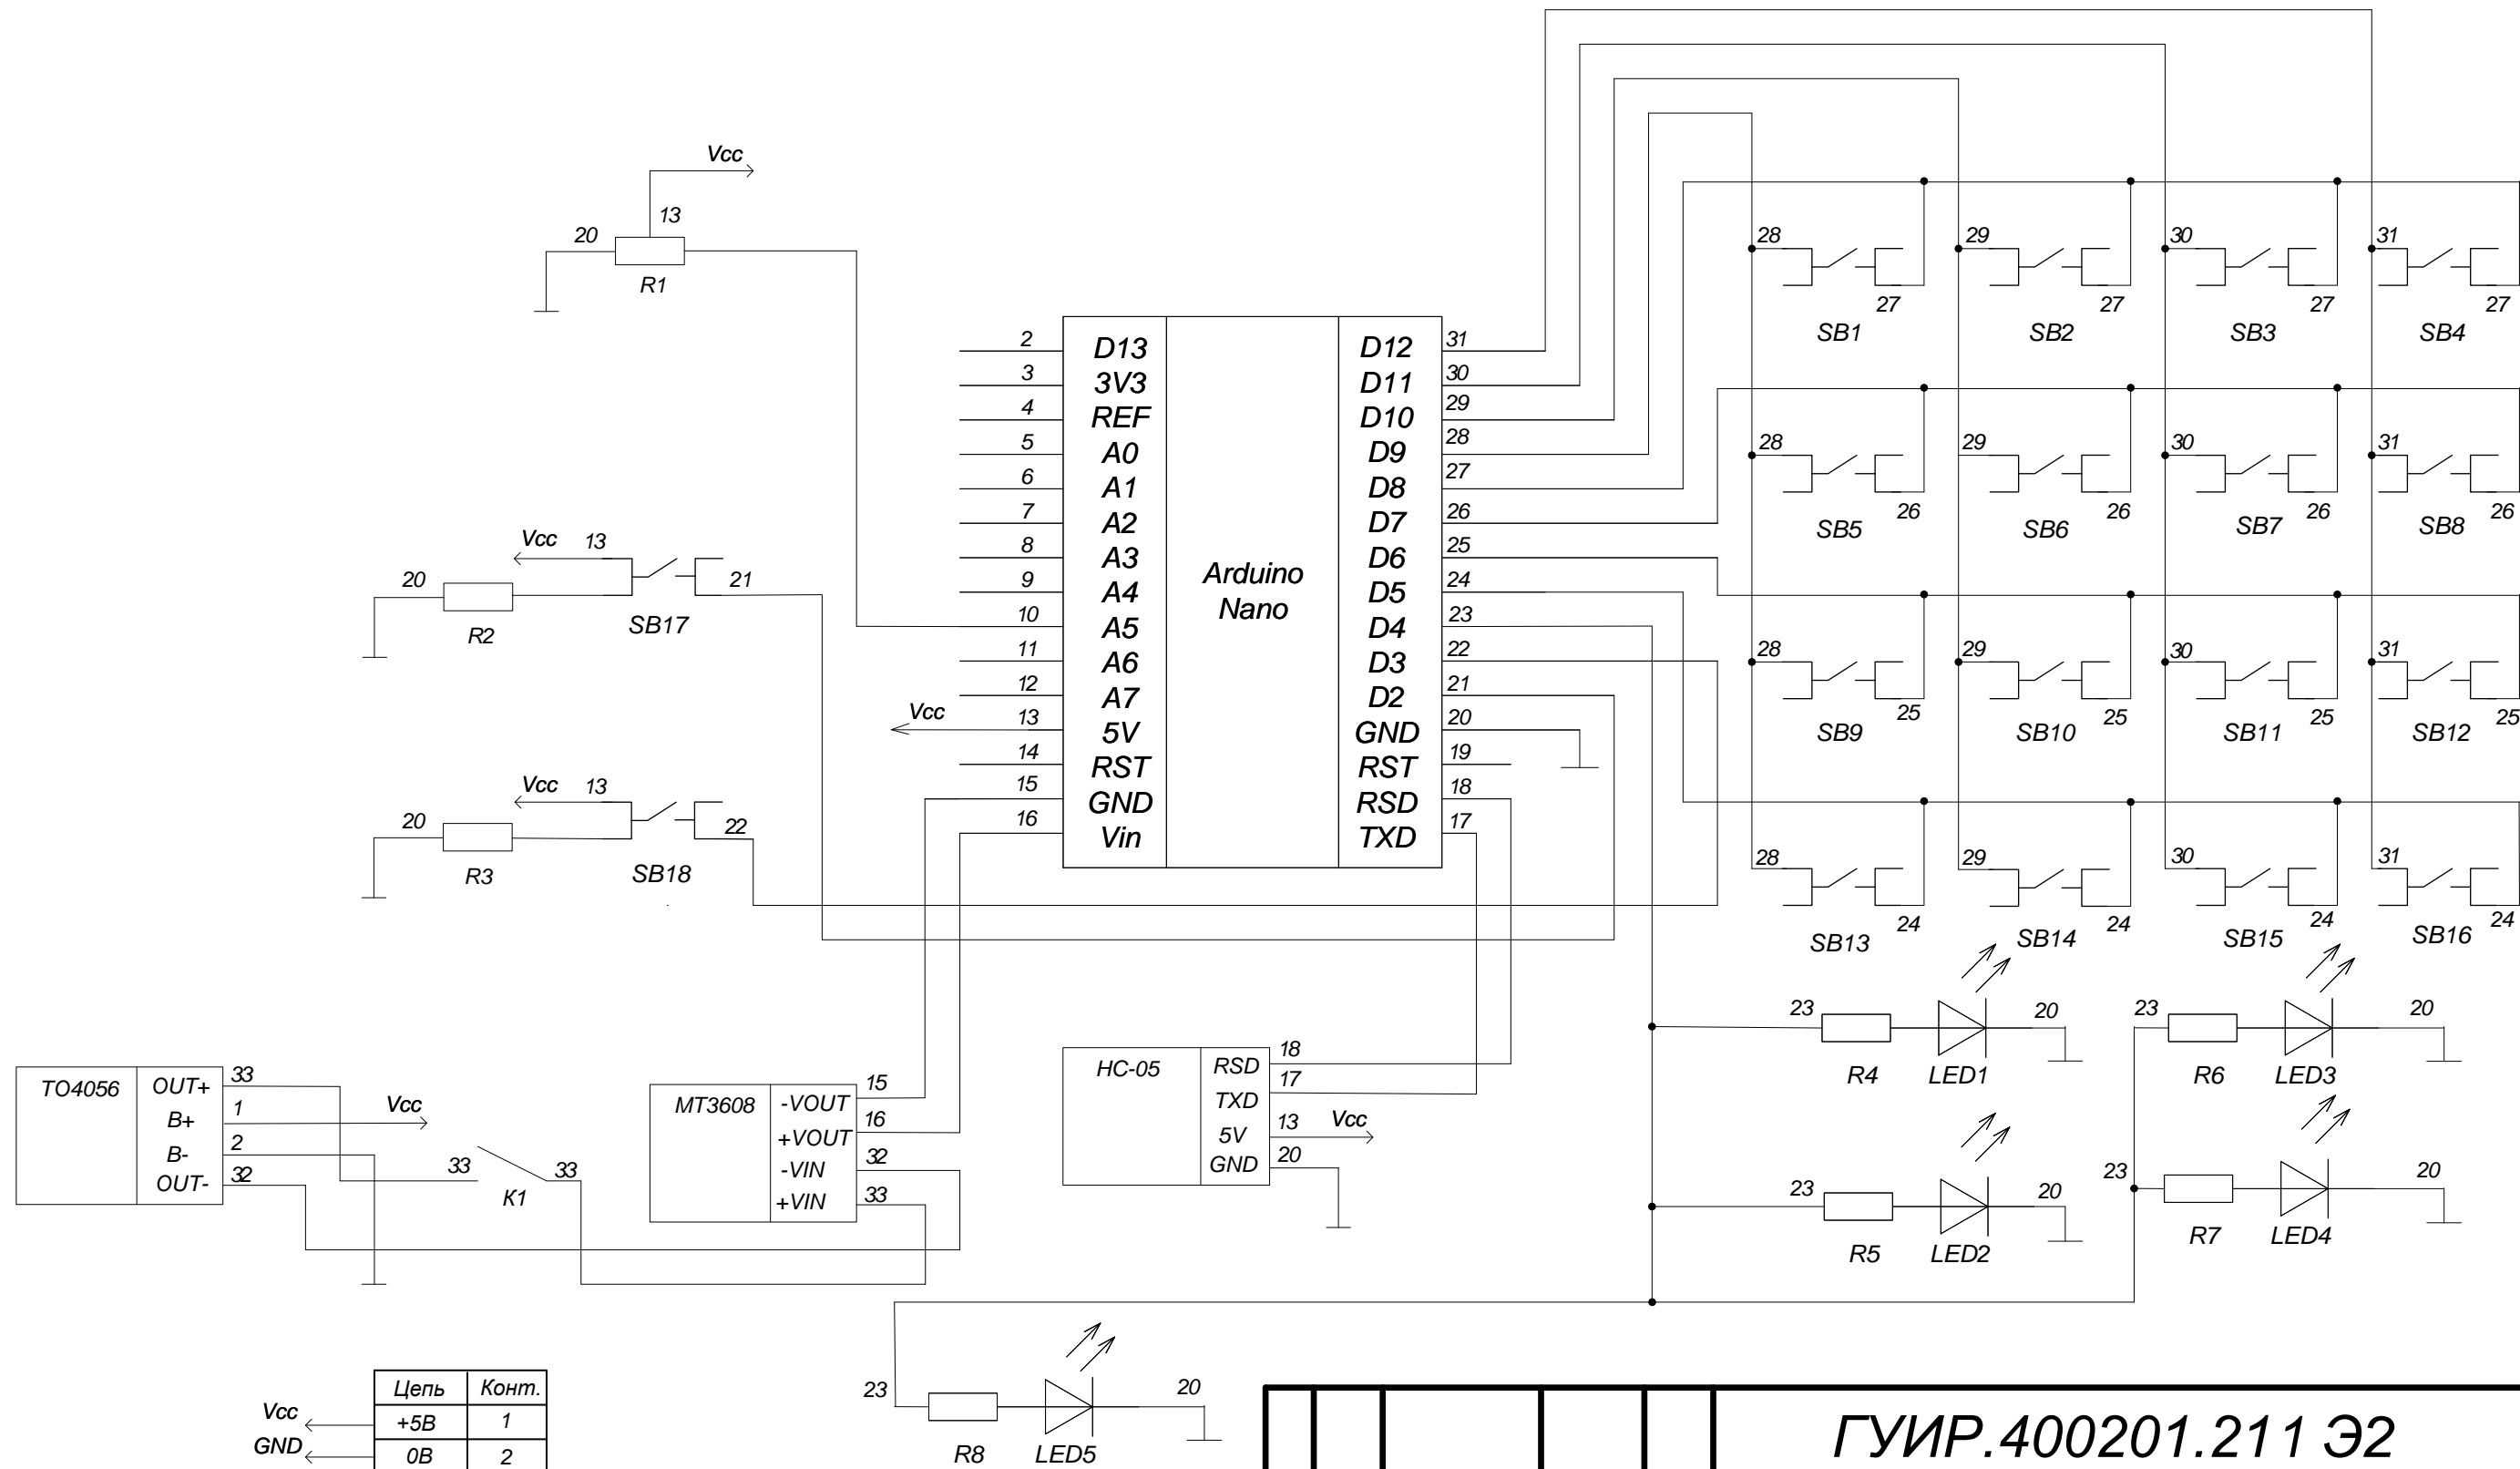 Vcc
13
20
R1
28
29
30
31
27
27
27
27
SB1
SB2
SB3
SB4
2
D13
3
3V3
4
REF
5
A0
6
A1
7
A2
8
A3
9
A4
10
A5
11
A6
12
A7
Vcc
13
5V
14
RST
15
GND
16
Vin
Arduino
Nano
D12
31
D11
30
D10
29
D9
28
D8
27
D7
26
D6
25
D5
24
D4
23
D3
22
D2
21
GND
20
RST
19
RSD
18
TXD
17
28
29
30
31
26
26
26
26
SB5
SB6
SB7
SB8
Vcc
13
20
21
R2
SB17
28
29
30
31
25
25
25
25
SB9
SB10
SB11
SB12
Vcc
13
20
22
R3
SB18
28
29
30
31
24
24
24
24
SB13
SB14
SB15
SB16
23
20
R4
LED1
23
20
R6
LED3
TO4056
OUT+
33
B+
1
Vcc
B-
2
OUT-
32
33
33
К1
MT3608
-VOUT
15
+VOUT
16
-VIN
32
+VIN
33
HC-05
RSD
18
TXD
17
5V
13
Vcc
GND
20
23
20
R5
LED2
23
20
R7
LED4
23
20
R8
LED5
Цепь
Конт.
Vcc
+5В
1
GND
0В
2
ГУИР.400201.211 Э2